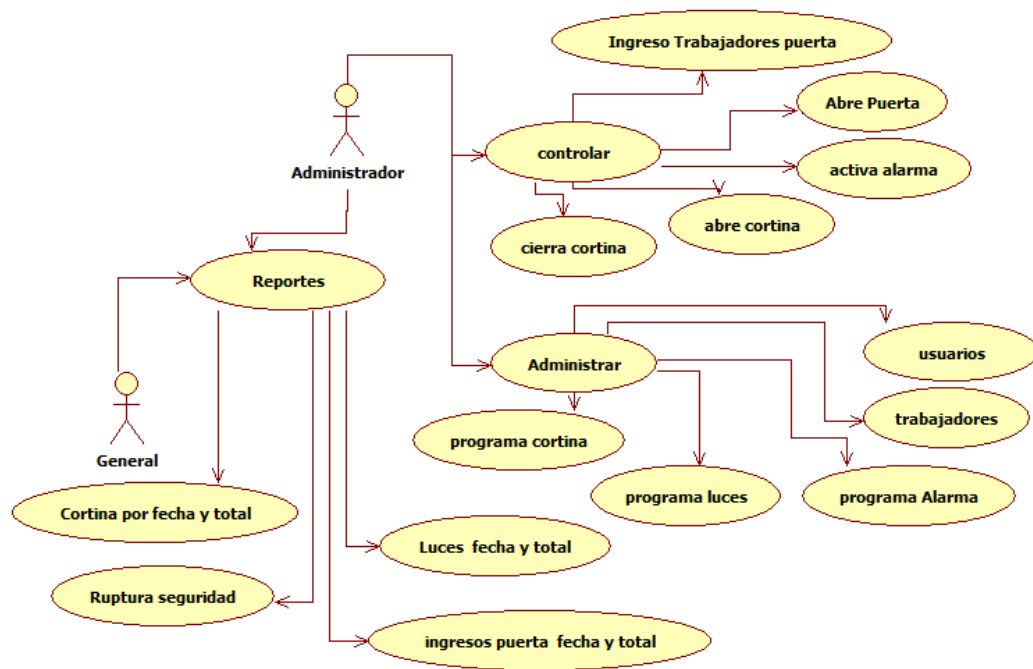 Ingreso Trabajadores puerta
Abre Puerta
Administrador
controlar
activa alarma
abre cortina
cierra cortina
Reportes
usuarios
Administrar
trabajadores
programa cortina
General
programa luces
programa Alarma
Cortina por fecha y total
Luces fecha y total
Ruptura seguridad
ingresos puerta fecha y total